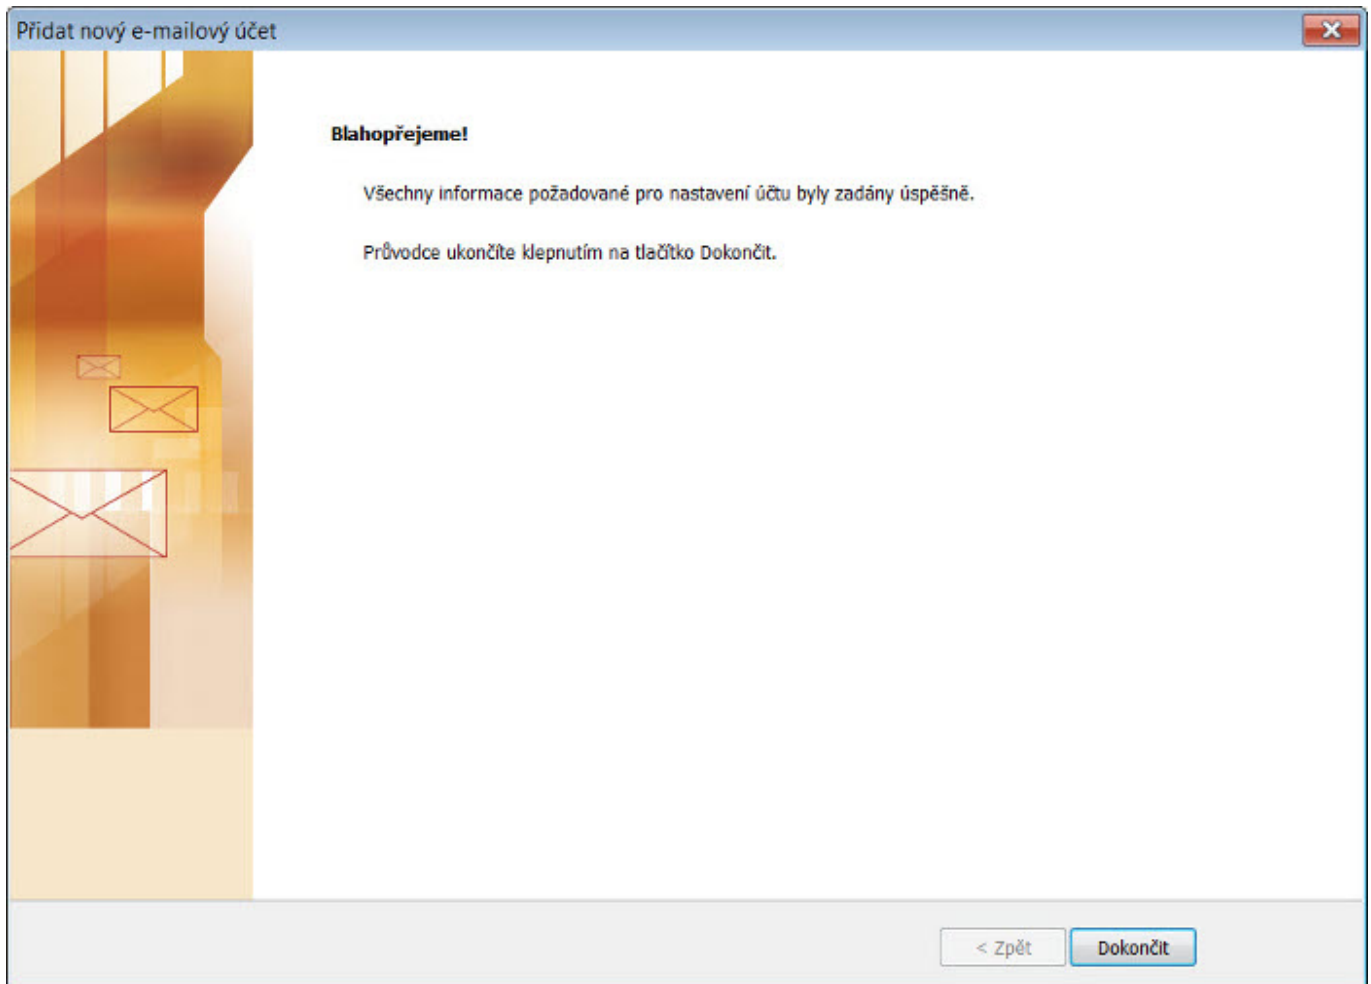 Přidat nový e-mailový účet
Blahopřejeme!
Všechny informace požadované pro nastavení účtu byly zadány úspěšně.
Průvodce ukončíte klepnutím na tlačítko Dokončit.
< Zpět
Dokončit